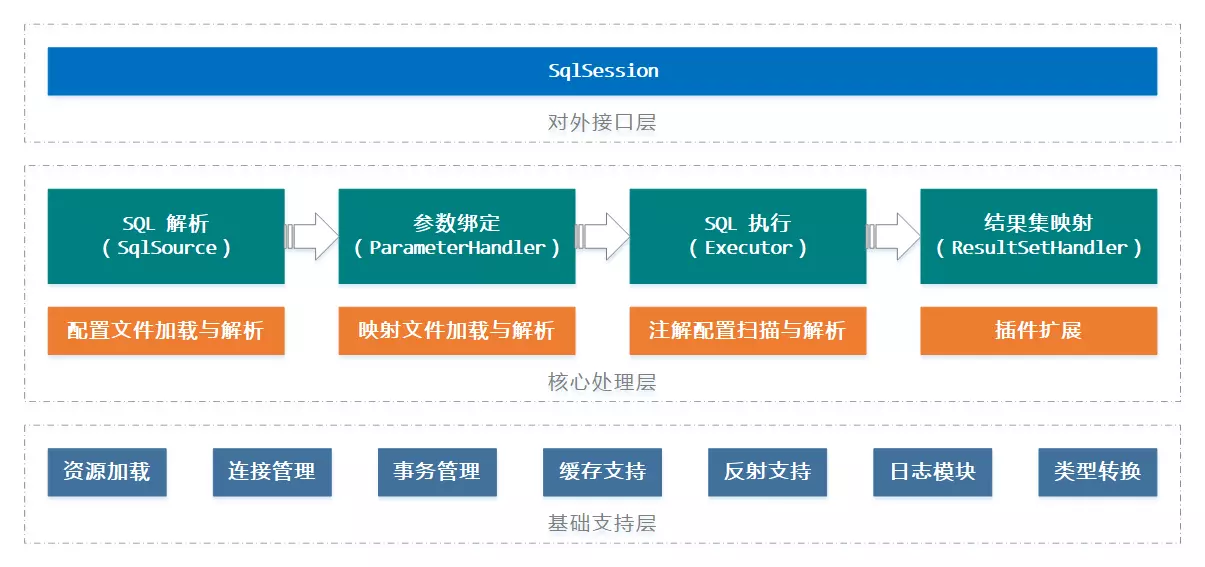 SqlSession
对外接口层
SQL 解析
（SqlSource）
参数绑定
（ParameterHandler）
SQL 执行
（Executor）
结果集映射
（ResultSetHandler）
配置文件加载与解析
映射文件加载与解析
注解配置扫描与解析
插件扩展
核心处理层
资源加载
连接管理
事务管理
缓存支持
反射支持
日志模块
类型转换
基础支持层